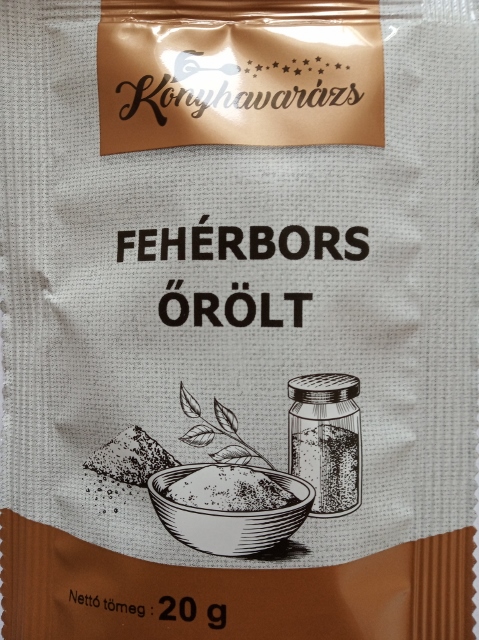 Konyhavarázs
FEHÉRBORS
ŐRÖLT
Nettó tömeg : 20 g